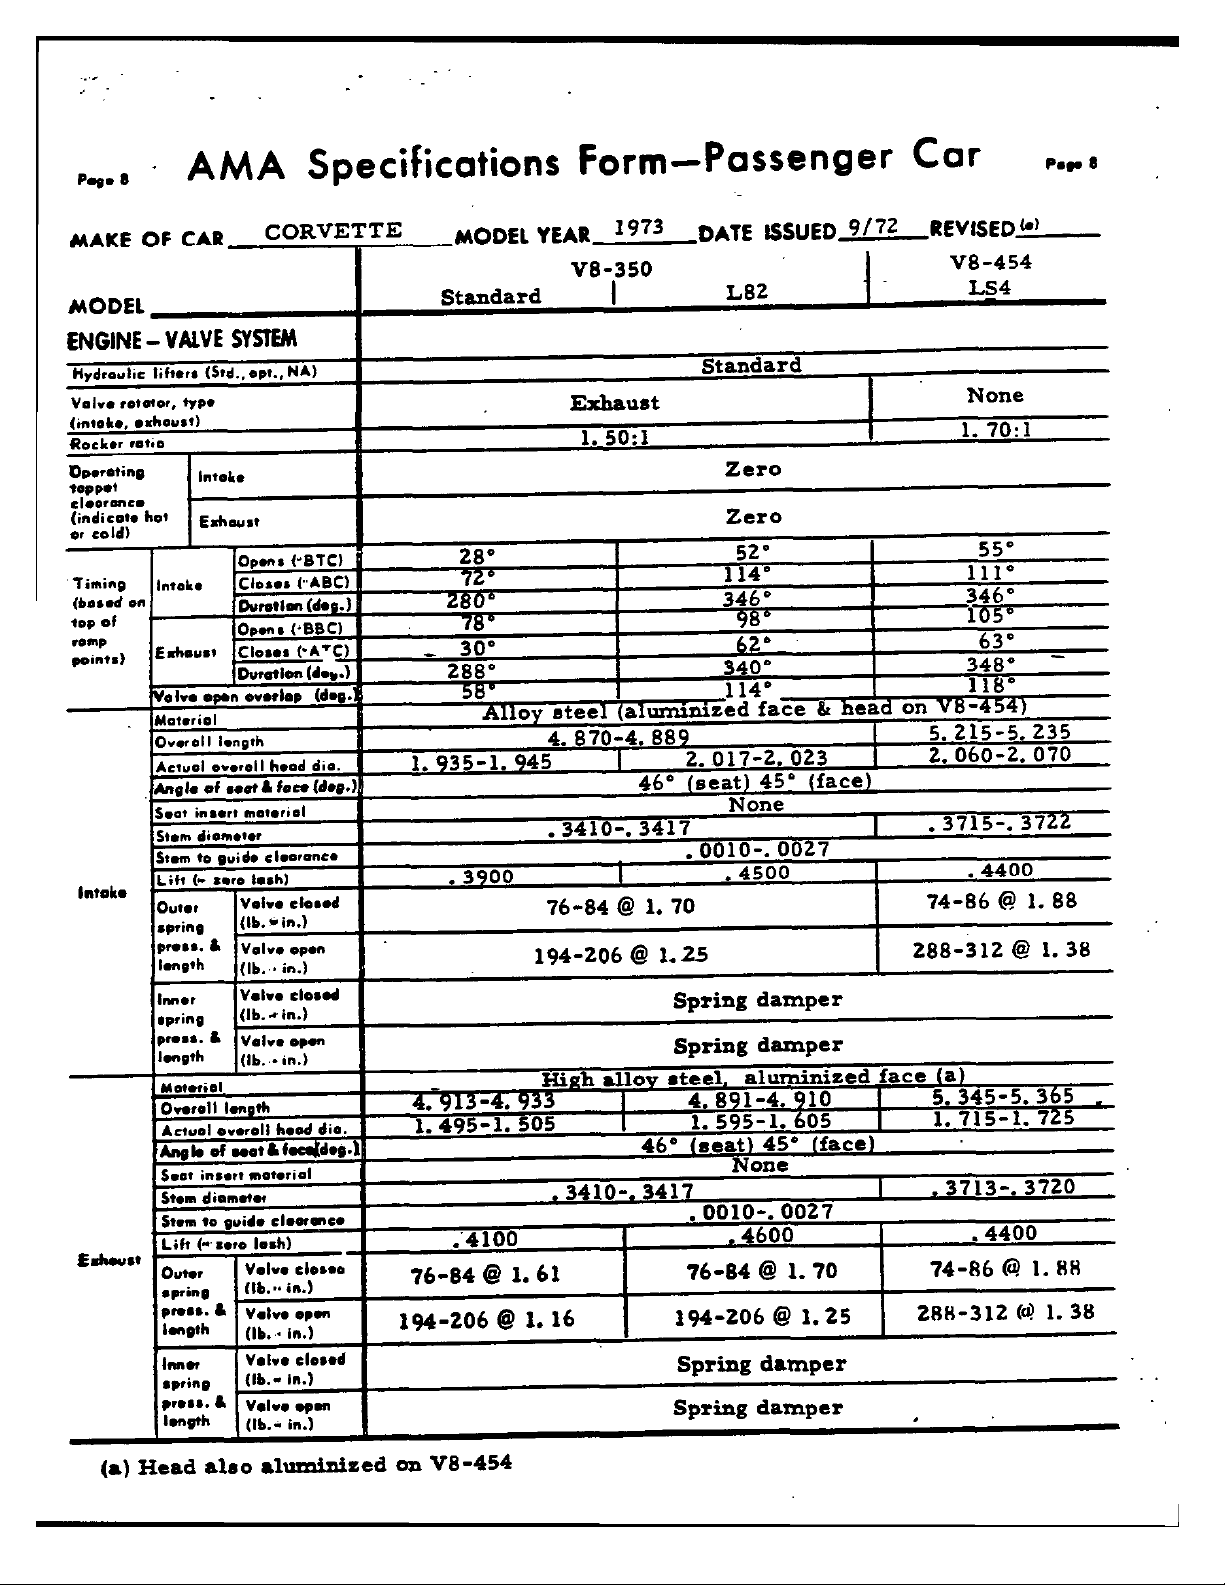 Page 8 AMA Specifications Form—Passenger Car Page 8
MAKE OF CAR CORVETTE MODEL YEAR 1973 DATE ISSUED 9/72 REVISED (a)
V8-350 V8-454
MODEL Standard L82 LS4
ENGINE – VALVE SYSTEM
Hydraulic lifters (Std., opt., NA) Standard
Valve rotator, type Exhaust None
(intake, exhaust)
Rocker ratio 1.50:1 1.70:1
Operating
tappet
clearance
(indicate hot
or cold)
Intake Zero
Exhaust Zero
Timing
(based on
top of
ramp
points)
Intake
Opens (°BTC) 28° 52° 55°
Closes (°ABC) 72° 114° 111°
Duration (deg.) 280° 346° 346°
Exhaust
Opens (°BBC) 78° 98° 105°
Closes (°ATC) 30° 62° 63°
Duration (deg.) 288° 340° 348°
Valve open overlap (deg.) 58° 114° 118°
Intake
Material Alloy steel (aluminized face & head on V8-454)
Overall length 4.870-4.889 5.215-5.235
Actual overall head dia. 1.935-1.945 2.017-2.023 2.060-2.070
Angle of seat & face (deg.) 46° (seat) 45° (face)
Seat insert material None
Stem diameter .3410-.3417 .3715-.3722
Stem to guide clearance .0010-.0027
Lift (- zero lash) .3900 .4500 .4400
Outer
spring
press. &
length
Valve closed
(lb. - in.) 76-84 @ 1.70 74-86 @ 1.88
Valve open
(lb. - in.) 194-206 @ 1.25 288-312 @ 1.38
Inner
spring
press. &
length
Valve closed
(lb. - in.) Spring damper
Valve open
(lb. - in.) Spring damper
Exhaust
Material High alloy steel, aluminized face (a)
Overall length 4.913-4.933 4.891-4.910 5.345-5.365
Actual overall head dia. 1.495-1.505 1.595-1.605 1.715-1.725
Angle of seat & face (deg.) 46° (seat) 45° (face)
Seat insert material None
Stem diameter .3410-.3417 .3713-.3720
Stem to guide clearance .0010-.0027
Lift (- zero lash) .4100 .4600 .4400
Outer
spring
press. &
length
Valve closed
(lb. - in.) 76-84 @ 1.61 76-84 @ 1.70 74-86 @ 1.88
Valve open
(lb. - in.) 194-206 @ 1.16 194-206 @ 1.25 288-312 @ 1.38
Inner
spring
press. &
length
Valve closed
(lb. - in.) Spring damper
Valve open
(lb. - in.) Spring damper
(a) Head also aluminized on V8-454